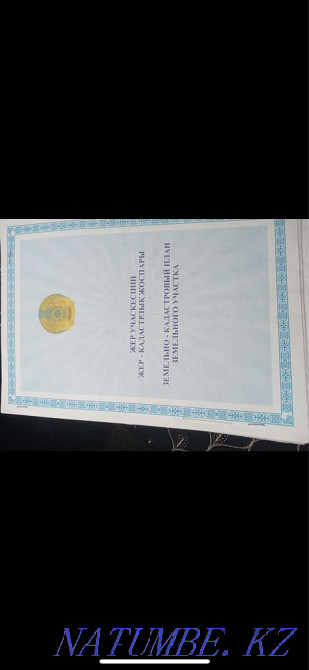 ЖЕР УЧАСКЕСІНІҢ
ЖЕР - КАДАСТРЛЫҚ ЖОСПАРЫ
ЗЕМЕЛЬНО - КАДАСТРОВЫЙ ПЛАН
ЗЕМЕЛЬНОГО УЧАСТКА
NATUMBE. KZ